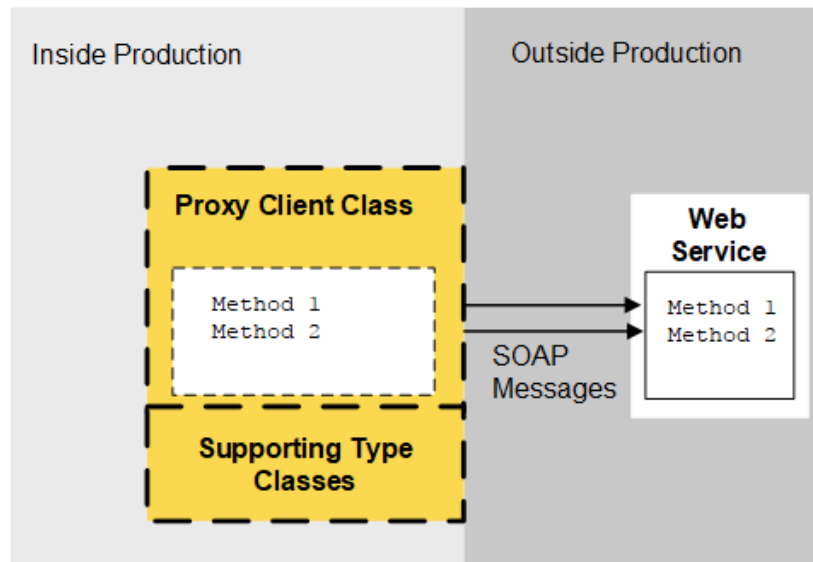 Inside Production
Outside Production
Proxy Client Class
Method 1
Method 2
Supporting Type
Classes
SOAP
Messages
Web
Service
Method 1
Method 2